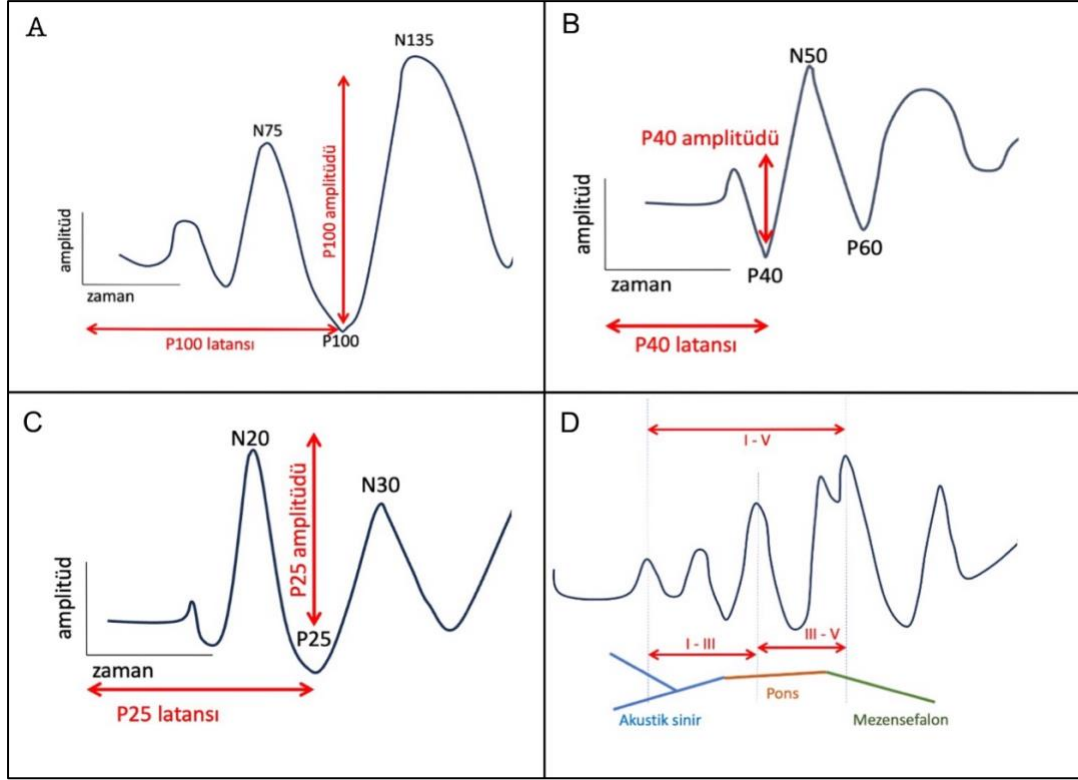 A
N135
N75
P100 amplitüdü
amplitüd
zaman
P100 latansı
P100
B
N50
P40 amplitüdü
amplitüd
P60
zaman
P40
P40 latansı
C
N20
N30
P25 amplitüdü
amplitüd
P25
zaman
P25 latansı
D
I - V
I - III
III - V
Pons
Akustik sinir
Mezensefalon